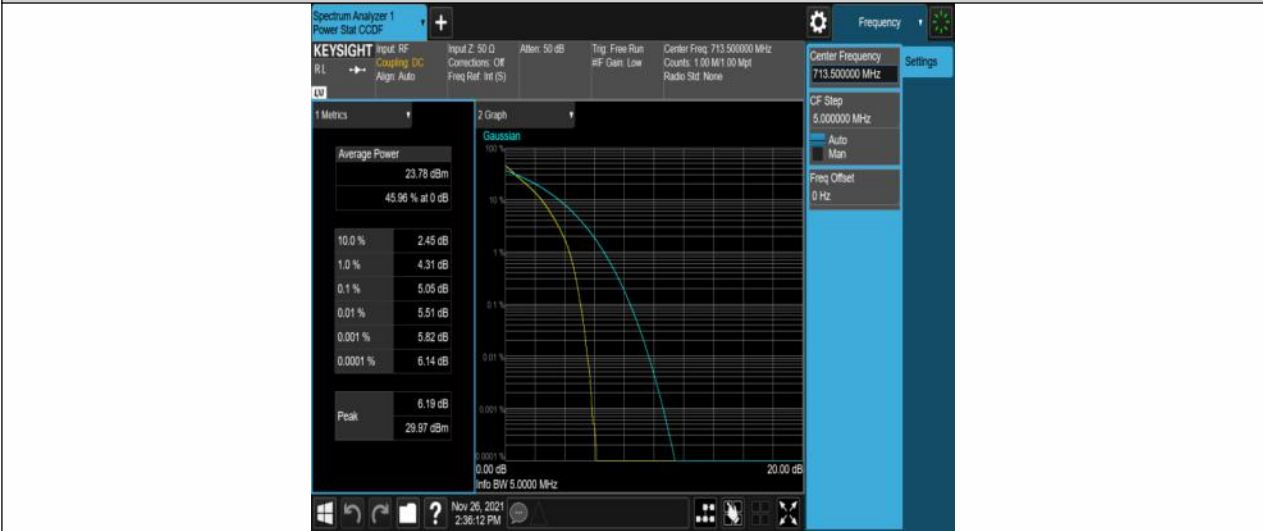 Spectrum Analyzer 1
Power Stat CCDF
+
Frequency
KEYSIGHT
Input: RF
Coupling: DC
Align: Auto
RL
LV
Input Z: 50 Ω
Corrections: Off
Freq Ref: Int (S)
Atten: 50 dB
Trig: Free Run
#IF Gain: Low
Center Freq: 713.500000 MHz
Counts: 1.00 M/1.00 Mpt
Radio Std: None
Center Frequency
713.500000 MHz
Settings
CF Step
5.000000 MHz
Auto
Man
Freq Offset
0 Hz
1 Metrics
Average Power
23.78 dBm
45.96 % at 0 dB
10.0 % 2.45 dB
1.0 % 4.31 dB
0.1 % 5.05 dB
0.01 % 5.51 dB
0.001 % 5.82 dB
0.0001 % 6.14 dB
Peak
6.19 dB
29.97 dBm
2 Graph
Gaussian
100 %
10 %
1 %
0.1 %
0.01 %
0.001 %
0.0001 %
0.00 dB
20.00 dB
Info BW 5.0000 MHz
?
Nov 26, 2021
2:36:12 PM